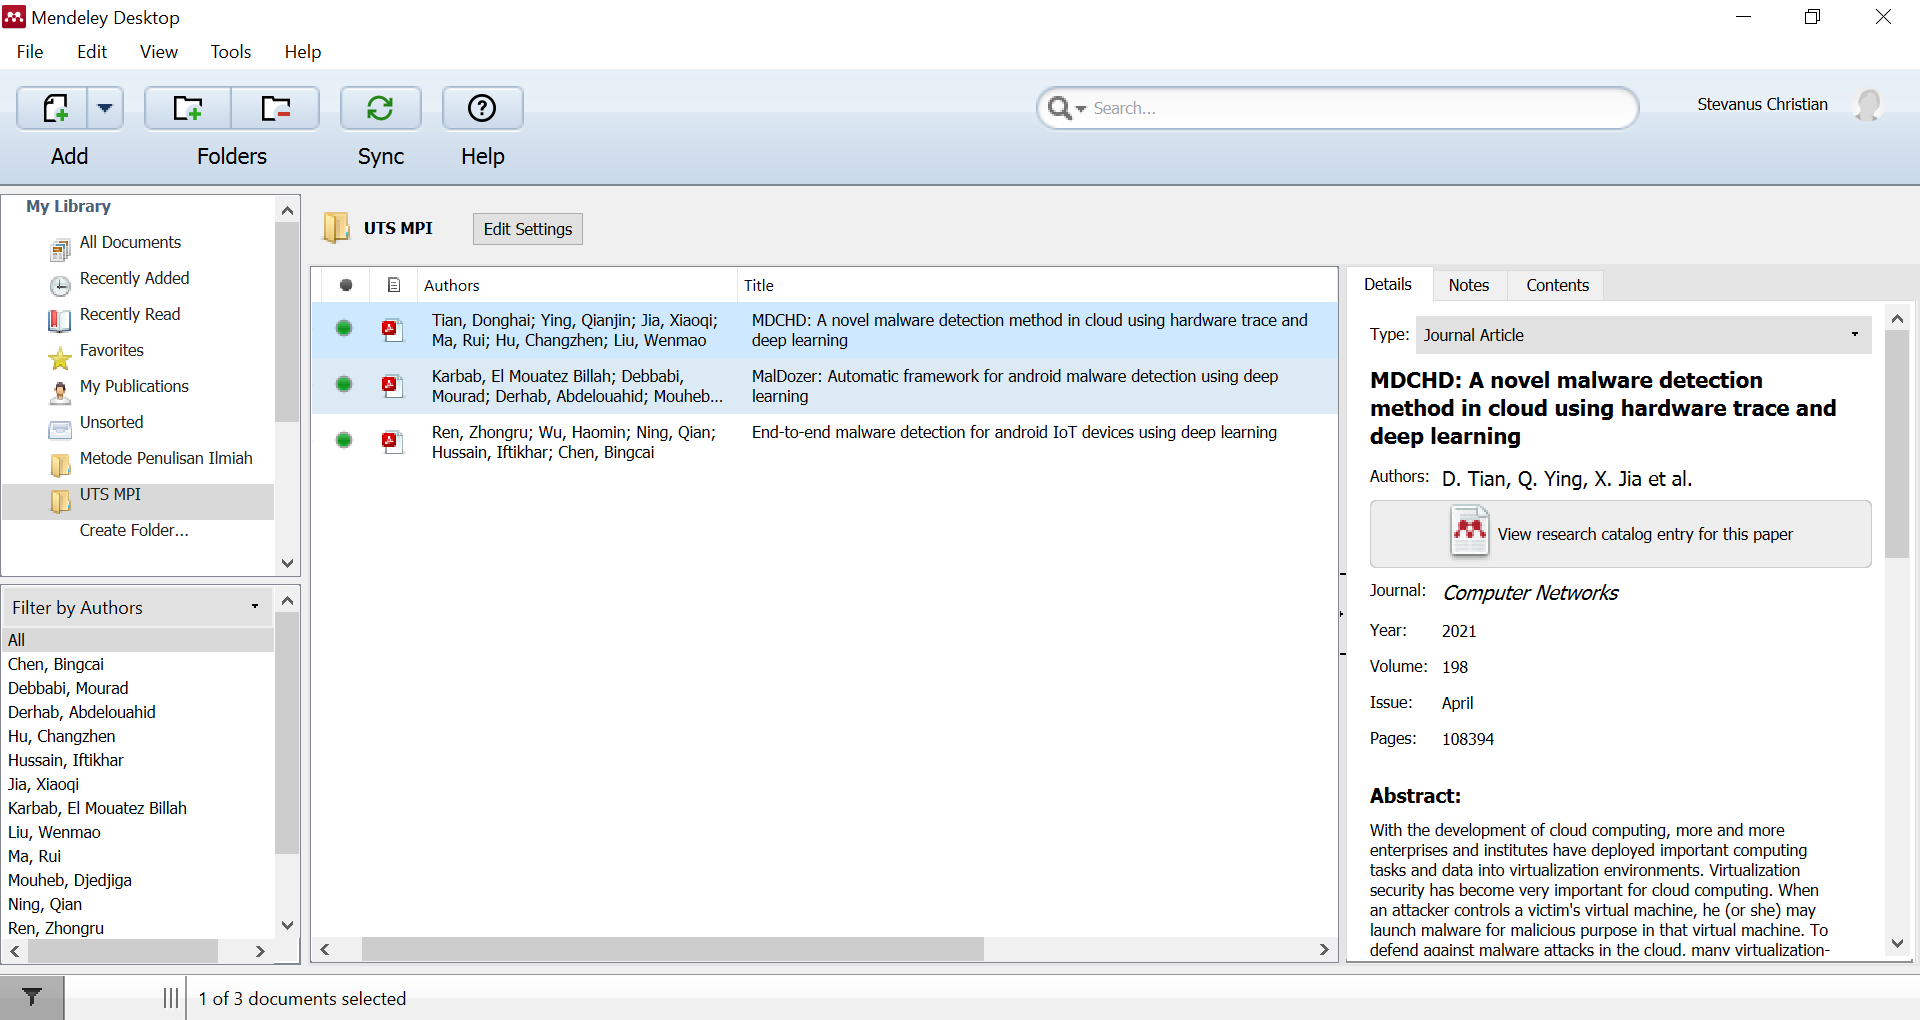 Mendeley Desktop
File Edit View Tools Help
Search...
Stevanus Christian
Add Folders Sync Help
My Library
All Documents
Recently Added
Recently Read
Favorites
My Publications
Unsorted
Metode Penulisan Ilmiah
UTS MPI
Create Folder...
Filter by Authors
All
Chen, Bingcai
Debbabi, Mourad
Derhab, Abdelouahid
Hu, Changzhen
Hussain, Iftikhar
Jia, Xiaoqi
Karbab, El Mouatez Billah
Liu, Wenmao
Ma, Rui
Mouheb, Djedjiga
Ning, Qian
Ren, Zhongru
UTS MPI Edit Settings
Authors Title
Tian, Donghai; Ying, Qianjin; Jia, Xiaoqi;
Ma, Rui; Hu, Changzhen; Liu, Wenmao
MDCHD: A novel malware detection method in cloud using hardware trace and
deep learning
Karbab, El Mouatez Billah; Debbabi,
Mourad; Derhab, Abdelouahid; Mouheb...
MalDozer: Automatic framework for android malware detection using deep
learning
Ren, Zhongru; Wu, Haomin; Ning, Qian;
Hussain, Iftikhar; Chen, Bingcai
End-to-end malware detection for android IoT devices using deep learning
Details Notes Contents
Type: Journal Article
MDCHD: A novel malware detection
method in cloud using hardware trace and
deep learning
Authors: D. Tian, Q. Ying, X. Jia et al.
View research catalog entry for this paper
Journal: Computer Networks
Year: 2021
Volume: 198
Issue: April
Pages: 108394
Abstract:
With the development of cloud computing, more and more
enterprises and institutes have deployed important computing
tasks and data into virtualization environments. Virtualization
security has become very important for cloud computing. When
an attacker controls a victim's virtual machine, he (or she) may
launch malware for malicious purpose in that virtual machine. To
defend against malware attacks in the cloud, many virtualization-
1 of 3 documents selected